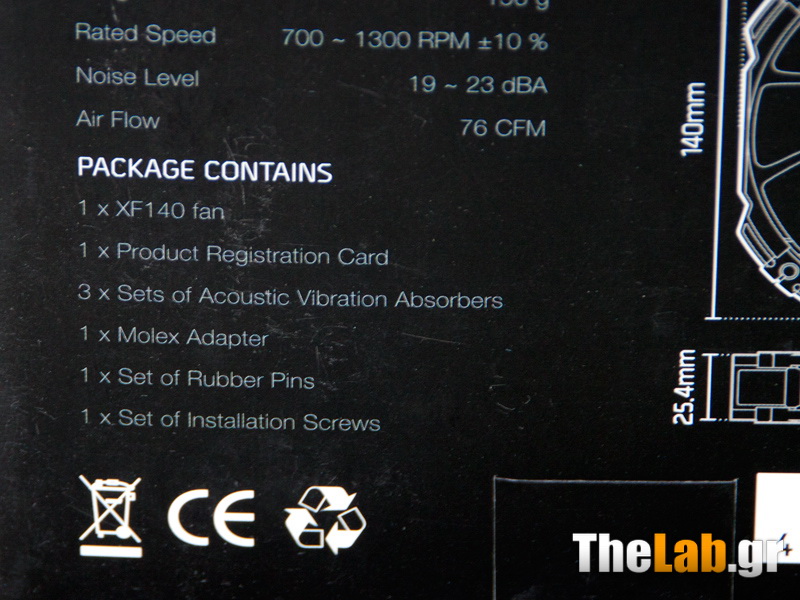 Rated Speed 700 ~ 1300 RPM ±10 %
Noise Level 19 ~ 23 dBA
Air Flow 76 CFM
PACKAGE CONTAINS
1 x XF140 fan
1 x Product Registration Card
3 x Sets of Acoustic Vibration Absorbers
1 x Molex Adapter
1 x Set of Rubber Pins
1 x Set of Installation Screws
140mm
25.4mm
CE
4
TheLab.gr